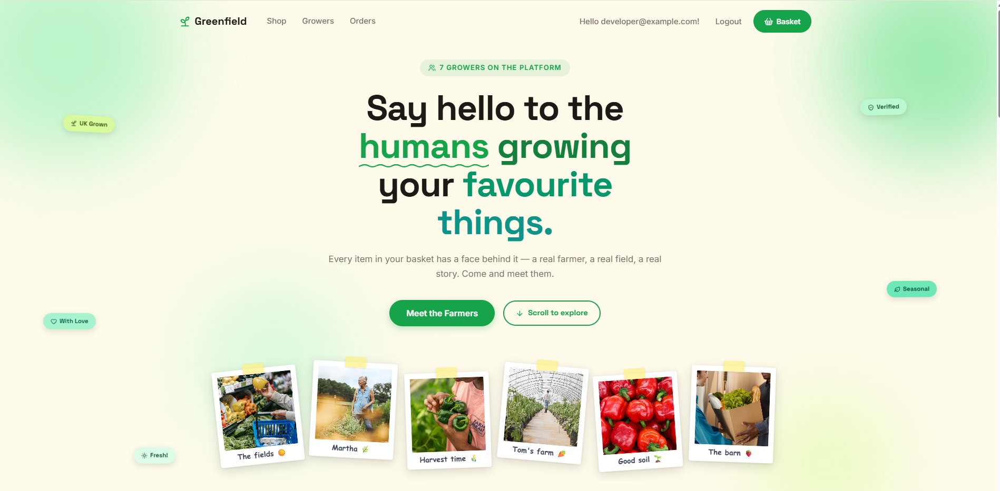 Greenfield
Shop
Growers
Orders
Hello developer@example.com!
Logout
Basket
7 GROWERS ON THE PLATFORM
Say hello to the
humans growing
your favourite
things.
Every item in your basket has a face behind it — a real farmer, a real field, a real
story. Come and meet them.
Meet the Farmers
Scroll to explore
UK Grown
Verified
Seasonal
With Love
Fresh!
The fields
Martha
Harvest time
Tom's farm
Good soil
The barn